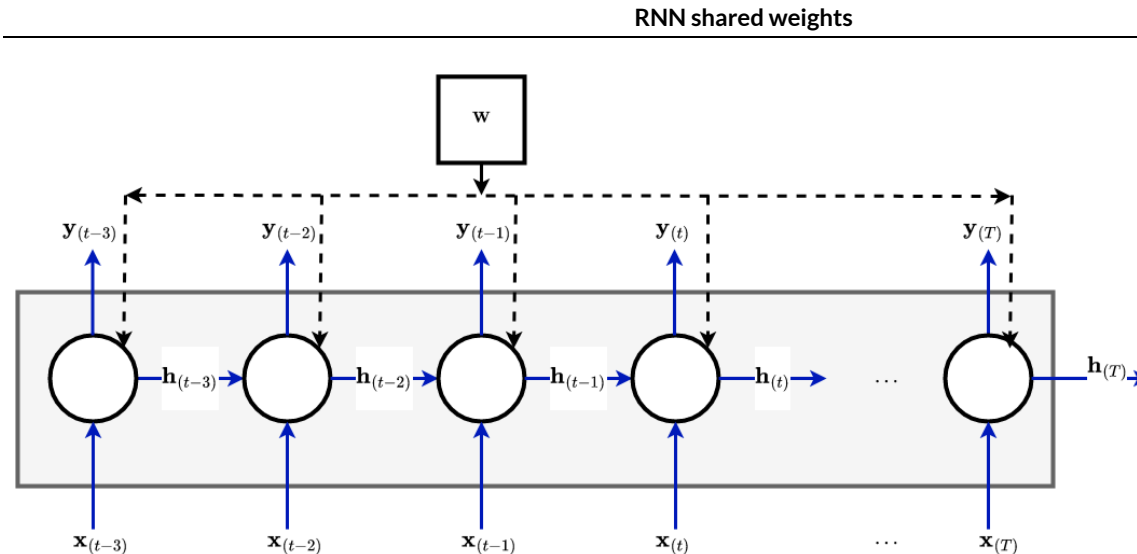 RNN shared weights
w
y(t−3) y(t−2) y(t−1) y(t) y(T)
h(t−3) h(t−2) h(t−1) h(t) ... h(T)
x(t−3) x(t−2) x(t−1) x(t) ... x(T)